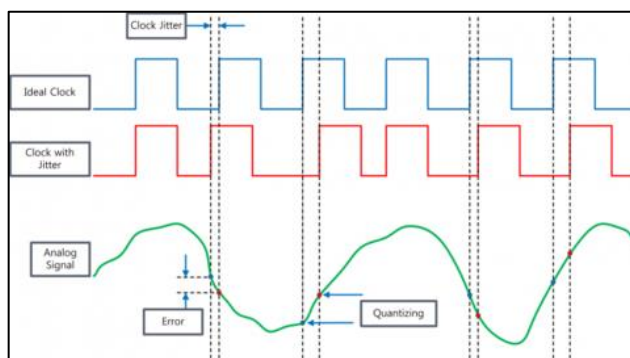 Clock Jitter
Ideal Clock
Clock with
Jitter
Analog
Signal
Error
Quantizing